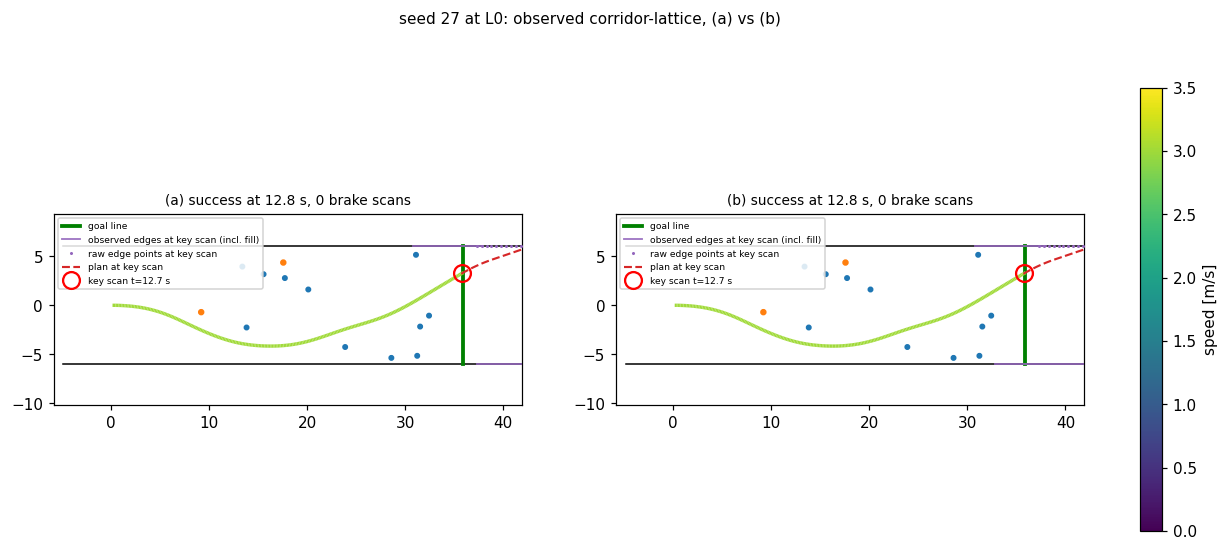 seed 27 at L0: observed corridor-lattice, (a) vs (b)
(a) success at 12.8 s, 0 brake scans
goal line
observed edges at key scan (incl. fill)
raw edge points at key scan
plan at key scan
key scan t=12.7 s
5
0
−5
−10
0
10
20
30
40
(b) success at 12.8 s, 0 brake scans
goal line
observed edges at key scan (incl. fill)
raw edge points at key scan
plan at key scan
key scan t=12.7 s
5
0
−5
−10
0
10
20
30
40
3.5
3.0
2.5
2.0
1.5
1.0
0.5
0.0
speed [m/s]